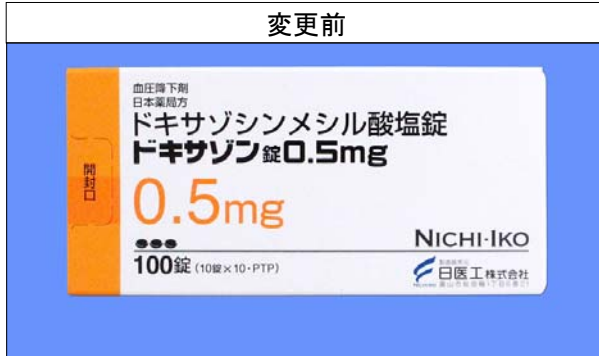 変更前
血圧降下剤
日本薬局方
ドキサゾシンメシル酸塩錠
ドキサゾン錠0.5mg
開封口
0.5mg
100錠 (10錠×10・PTP)
NICHI-IKO
日医工株式会社